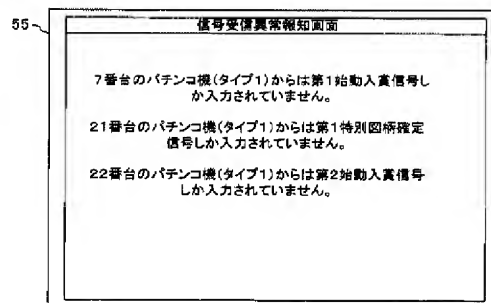 55
信号受信異常報知画面
7番台のパチンコ機(タイプ1)からは第1始動入賞信号し
か入力されていません。
21番台のパチンコ機(タイプ1)からは第1特別図柄確定
信号しか入力されていません。
22番台のパチンコ機(タイプ1)からは第2始動入賞信号
しか入力されていません。